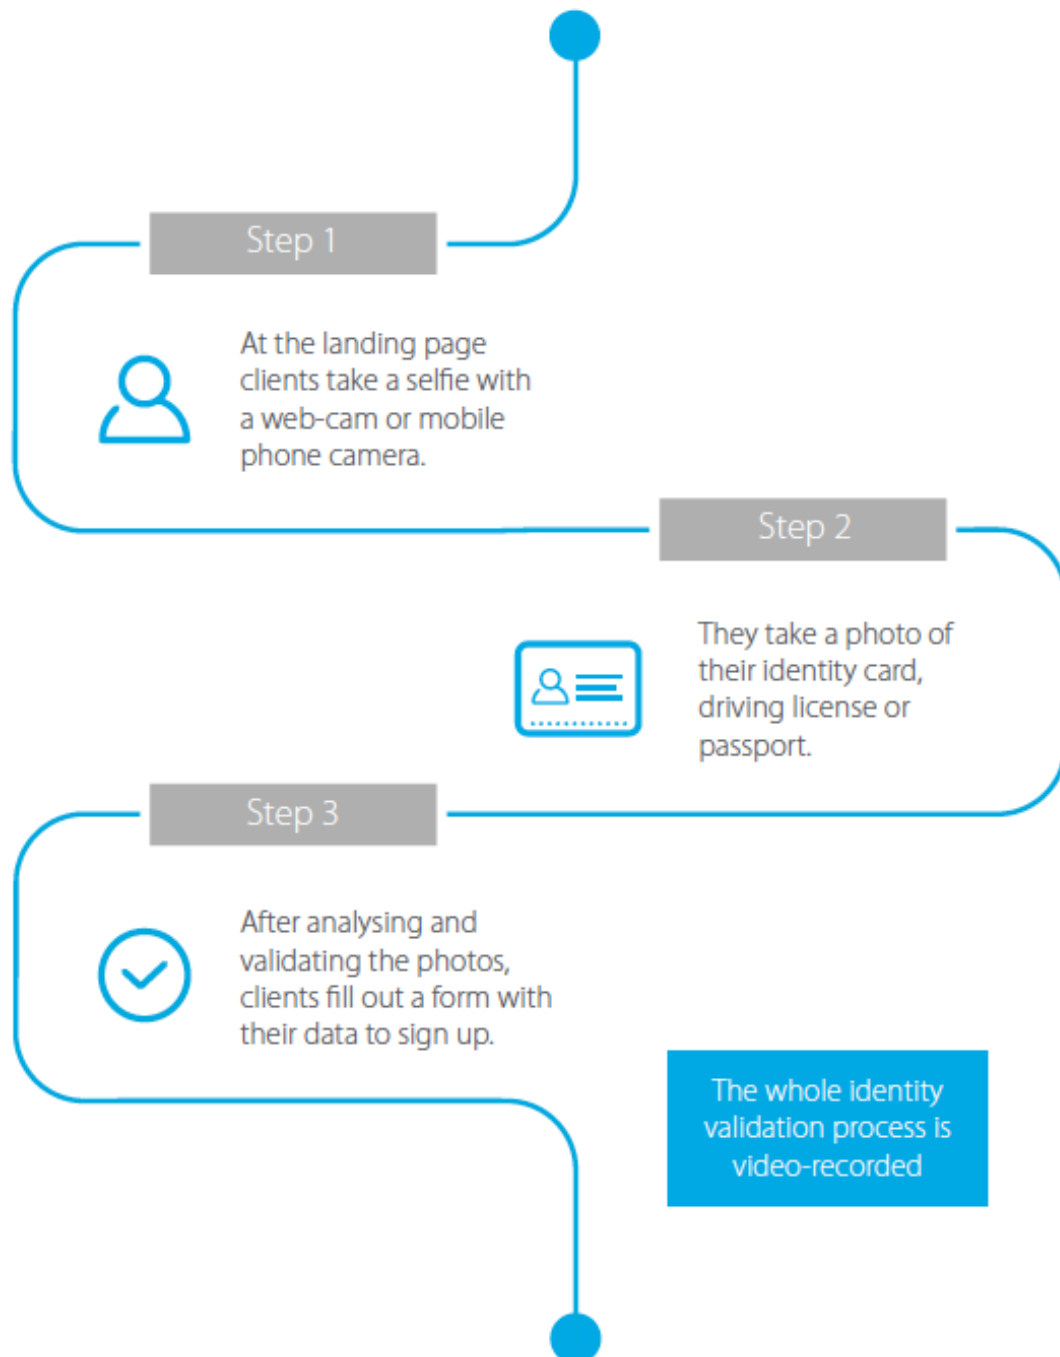 Step 1
At the landing page
clients take a selfie with
a web-cam or mobile
phone camera.
Step 2
They take a photo of
their identity card,
driving license or
passport.
Step 3
After analysing and
validating the photos,
clients fill out a form with
their data to sign up.
The whole identity
validation process is
video-recorded